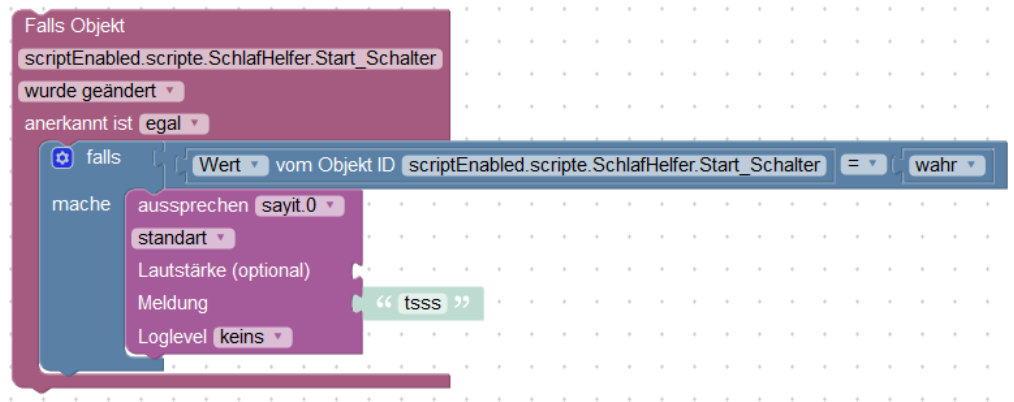 Falls Objekt
scriptEnabled.scripte.SchlafHelfer.Start_Schalter
wurde geändert
anerkannt ist egal
falls Wert vom Objekt ID scriptEnabled.scripte.SchlafHelfer.Start_Schalter = wahr
mache aussprechen sayit.0
standart
Lautstärke (optional)
Meldung “ tsss ”
Loglevel keins